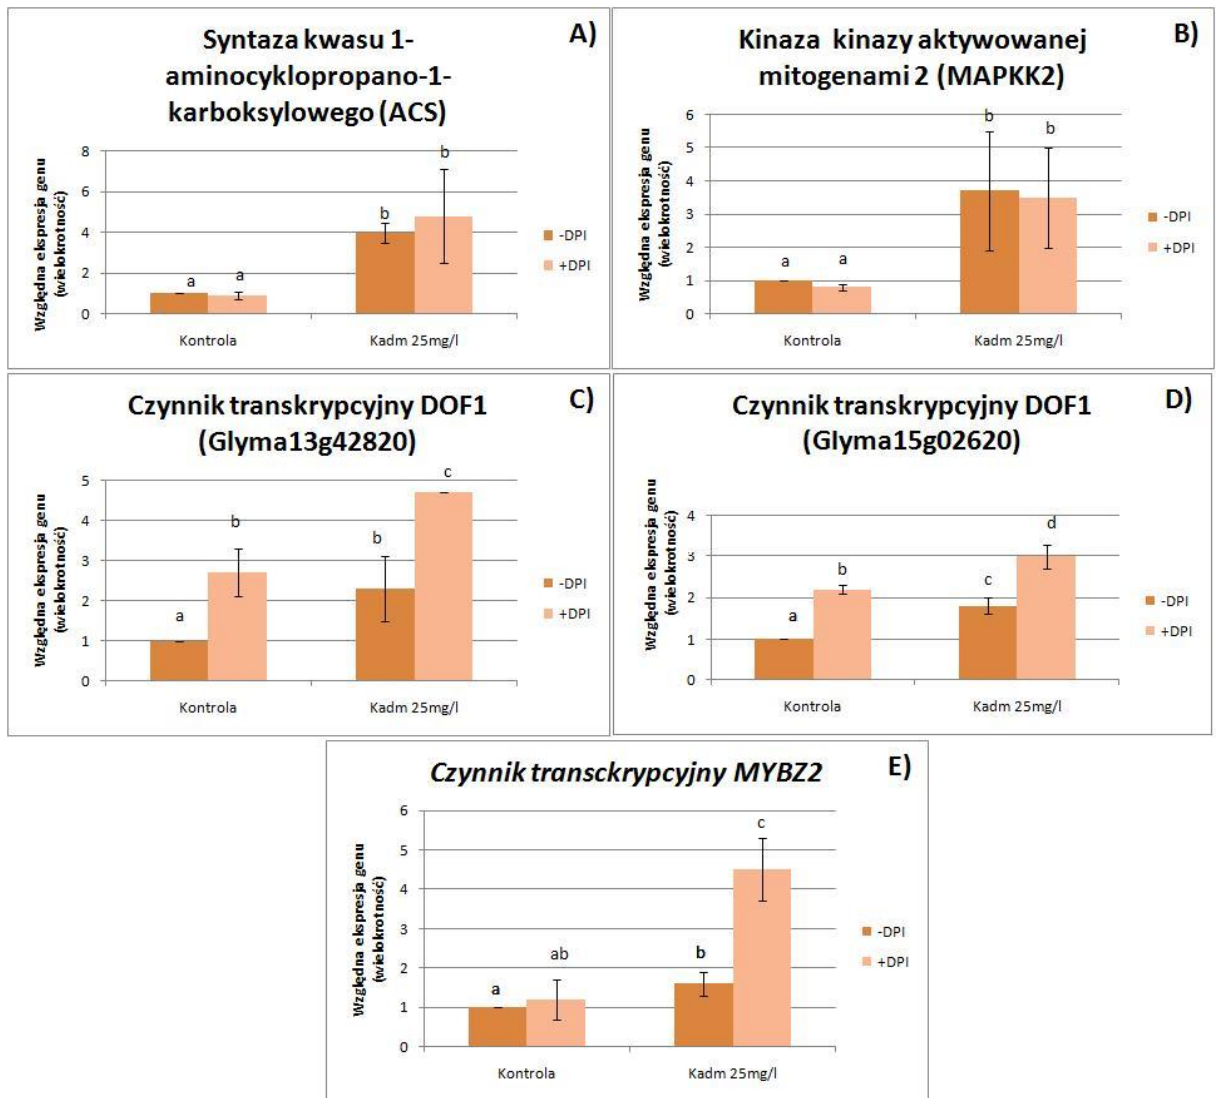 Syntaza kwasu 1-
aminocyklopropano-1-
karboksylowego (ACS)
A)
Względna ekspresja genu
(wielokrotność)
8
6
4
2
0
a
a
b
b
Kontrola
Kadm 25mg/l
-DPI
+DPI
Kinaza kinazy aktywowanej
mitogenami 2 (MAPKK2)
B)
Względna ekspresja genu
(wielokrotność)
6
5
4
3
2
1
0
a
a
b
b
Kontrola
Kadm 25mg/l
-DPI
+DPI
Czynnik transkrypcyjny DOF1
(Glyma13g42820)
C)
Względna ekspresja genu
(wielokrotność)
5
4
3
2
1
0
a
b
b
c
Kontrola
Kadm 25mg/l
-DPI
+DPI
Czynnik transkrypcyjny DOF1
(Glyma15g02620)
D)
Względna ekspresja genu
(wielokrotność)
4
3
2
1
0
a
b
c
d
Kontrola
Kadm 25mg/l
-DPI
+DPI
Czynnik transckrypcyjny MYBZ2
E)
Względna ekspresja genu
(wielokrotność)
6
5
4
3
2
1
0
a
ab
b
c
Kontrola
Kadm 25mg/l
-DPI
+DPI